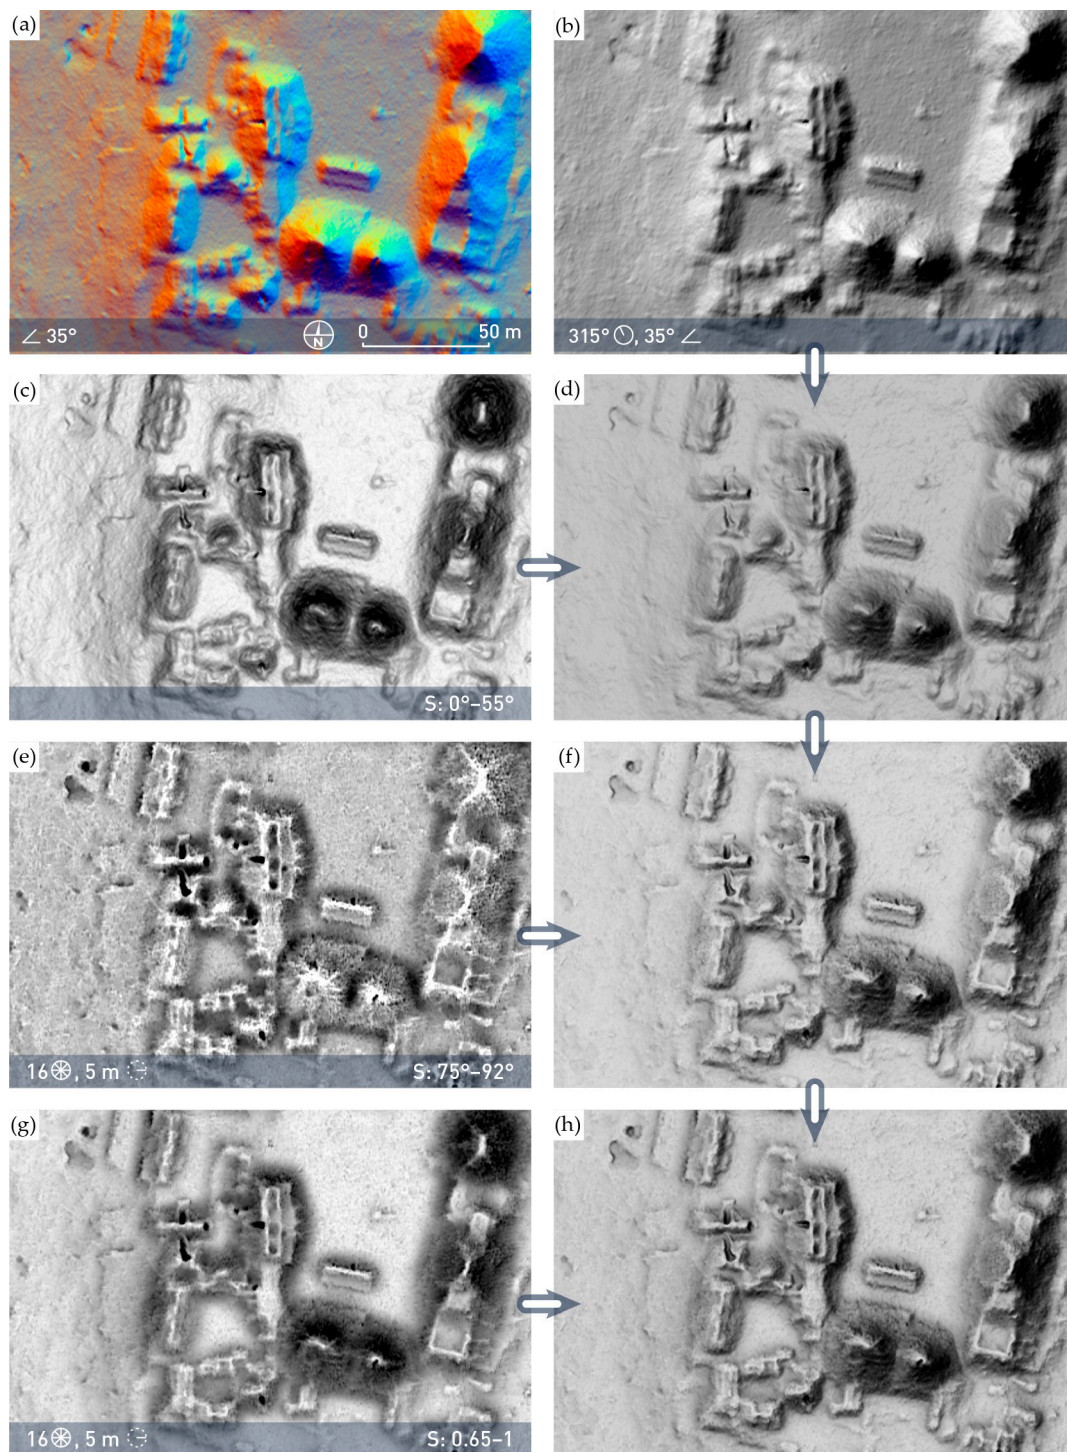 (a)
(b)
35°
N
0
50 m
315° , 35°
(c)
(d)
S: 0°–55°
(e)
(f)
16 , 5 m
S: 75°–92°
(g)
(h)
16 , 5 m
S: 0.65–1